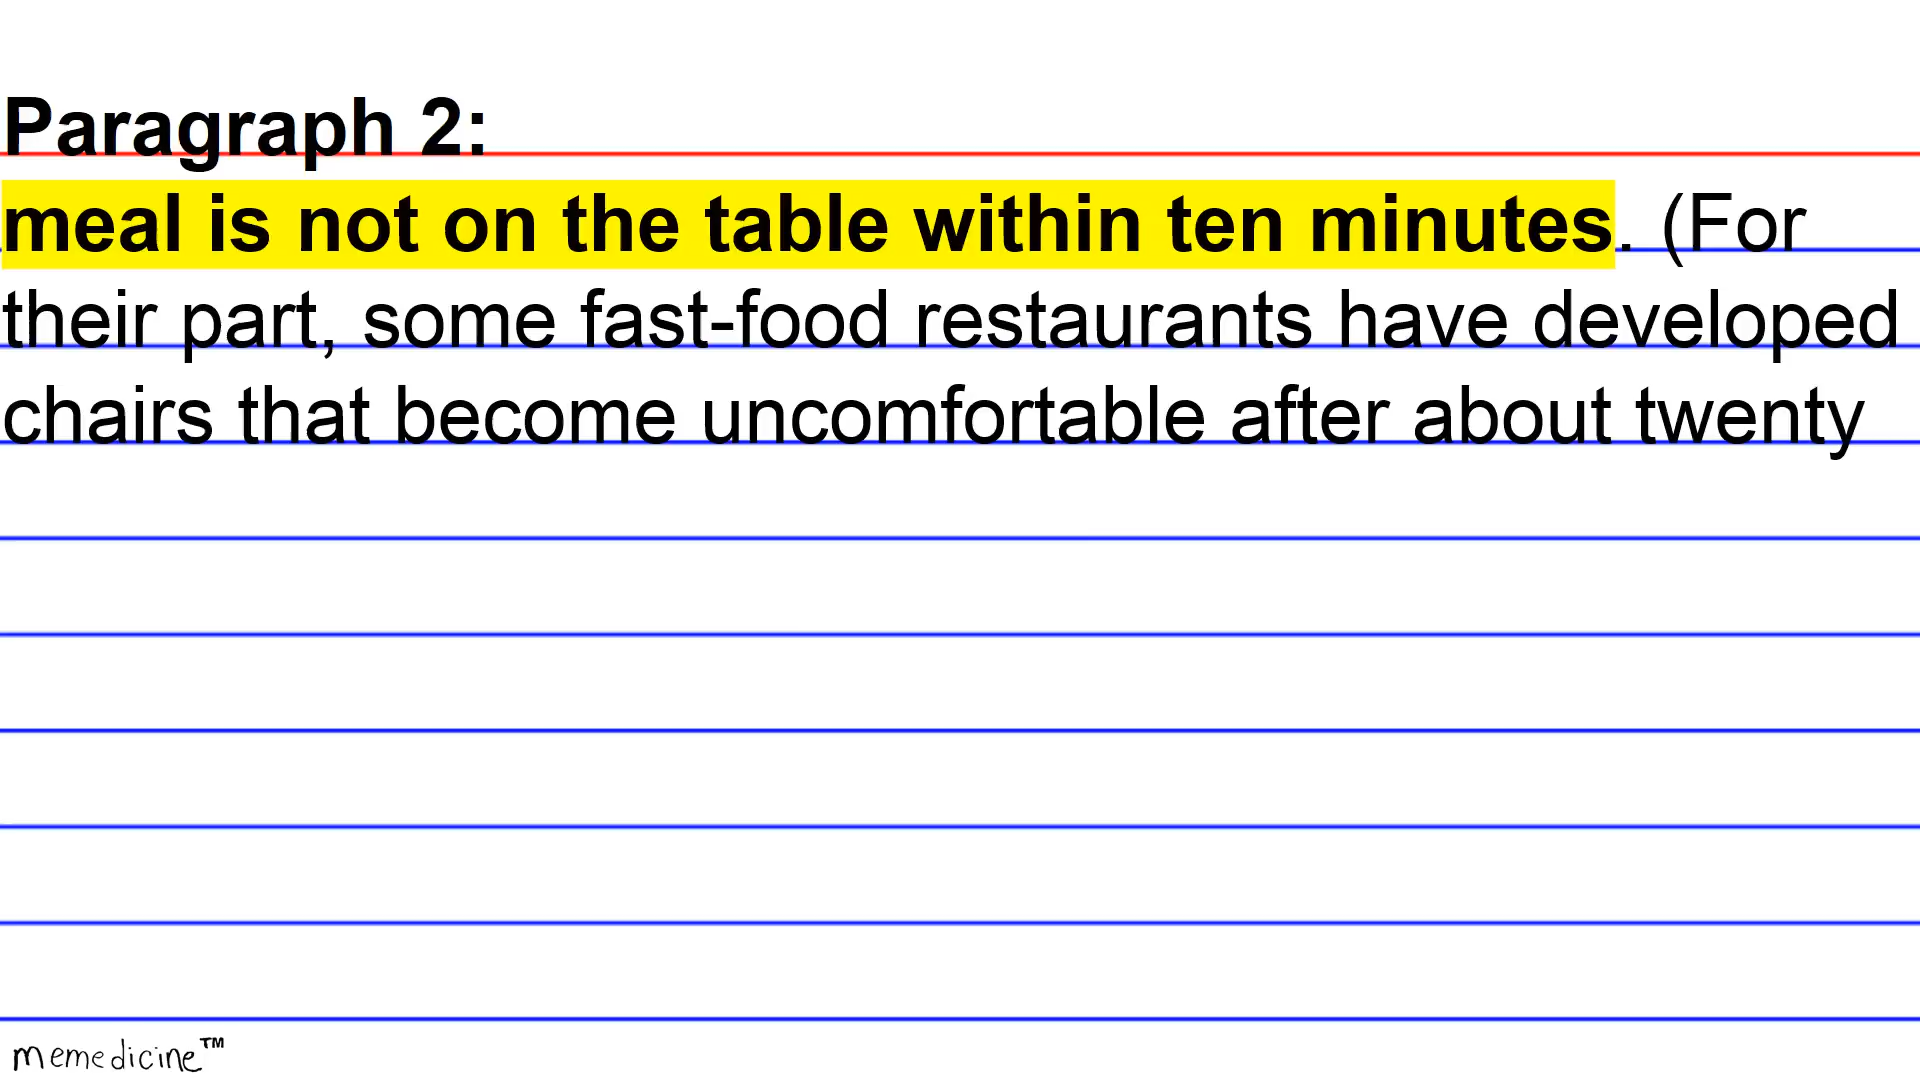 Paragraph 2:
meal is not on the table within ten minutes. (For
their part, some fast-food restaurants have developed
chairs that become uncomfortable after about twenty
memedicine™